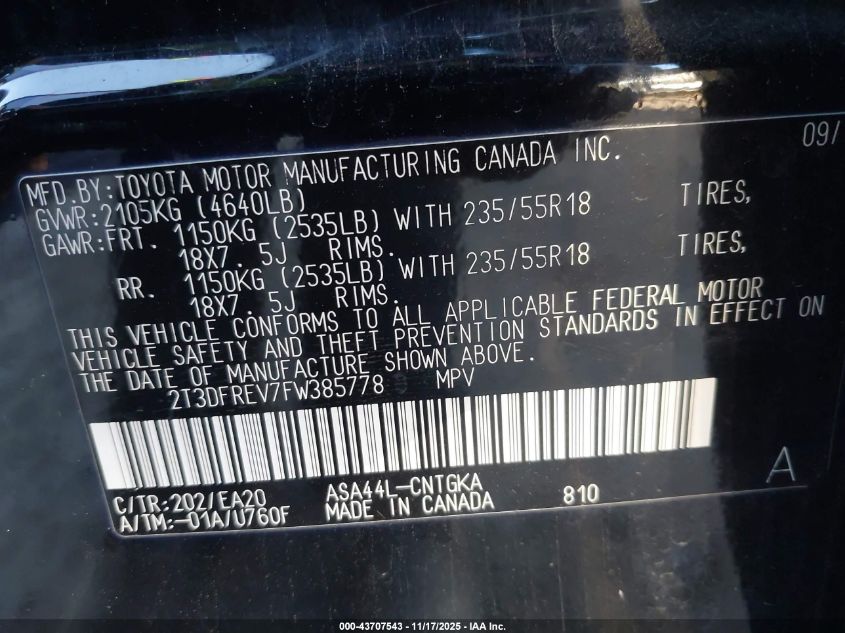 09/
MFD.BY:TOYOTA MOTOR MANUFACTURING CANADA INC.
GVWR:2105KG (4640LB)
GAWR:FRT. 1150KG (2535LB) WITH 235/55R18 TIRES,
18X7.5J RIMS.
RR. 1150KG (2535LB) WITH 235/55R18 TIRES,
18X7.5J RIMS.
THIS VEHICLE CONFORMS TO ALL APPLICABLE FEDERAL MOTOR
VEHICLE SAFETY AND THEFT PREVENTION STANDARDS IN EFFECT ON
THE DATE OF MANUFACTURE SHOWN ABOVE.
2T3DFREV7FW385778 MPV
C/TR:202/EA20 ASA44L-CNTGKA 810 A
A/TM:-01A/U760F MADE IN CANADA
000-43707543 - 11/17/2025 - IAA Inc.